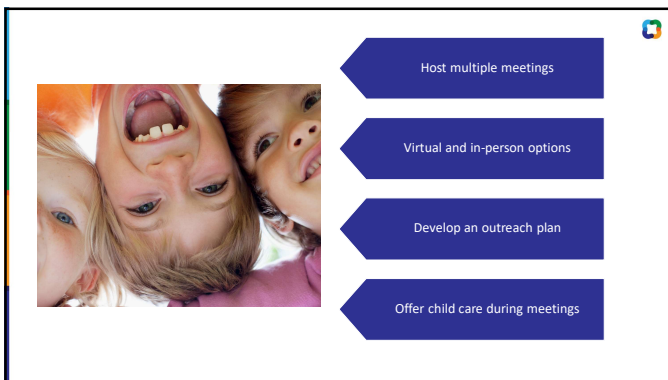 Host multiple meetings
Virtual and in-person options
Develop an outreach plan
Offer child care during meetings